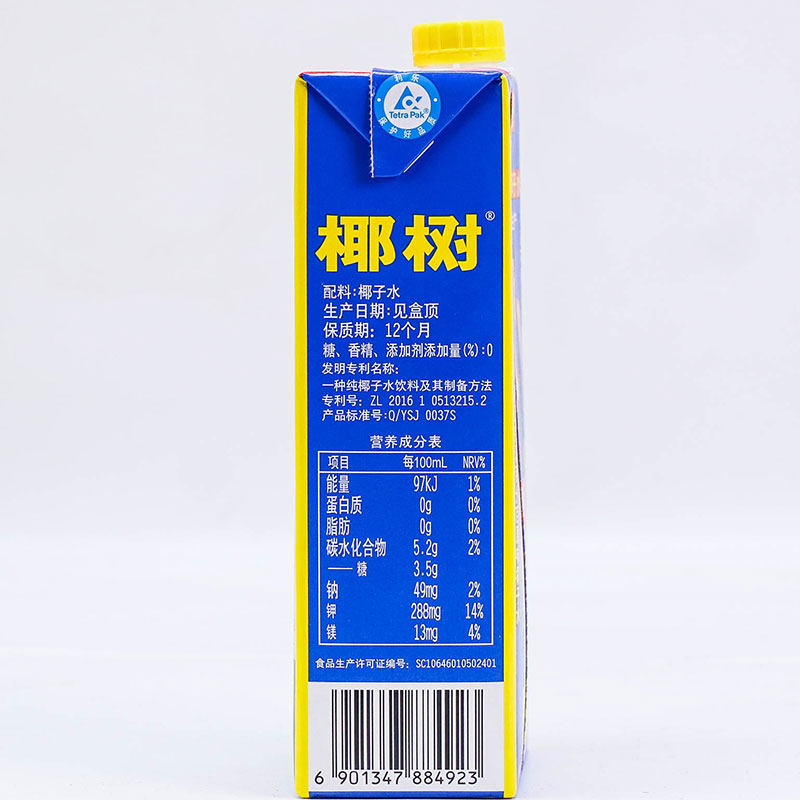 利乐
Tetra Pak®
保护好品质
椰树®
配料:椰子水
生产日期:见盒顶
保质期: 12个月
糖、香精、添加剂添加量(%):0
发明专利名称:
一种纯椰子水饮料及其制备方法
专利号: ZL 2016 1 0513215.2
产品标准号:Q/YSJ 0037S
营养成分表
项目 每100mL NRV%
能量 97kJ 1%
蛋白质 0g 0%
脂肪 0g 0%
碳水化合物 5.2g 2%
——糖 3.5g
钠 49mg 2%
钾 288mg 14%
镁 13mg 4%
食品生产许可证编号: SC10646010502401
6 901347 884923